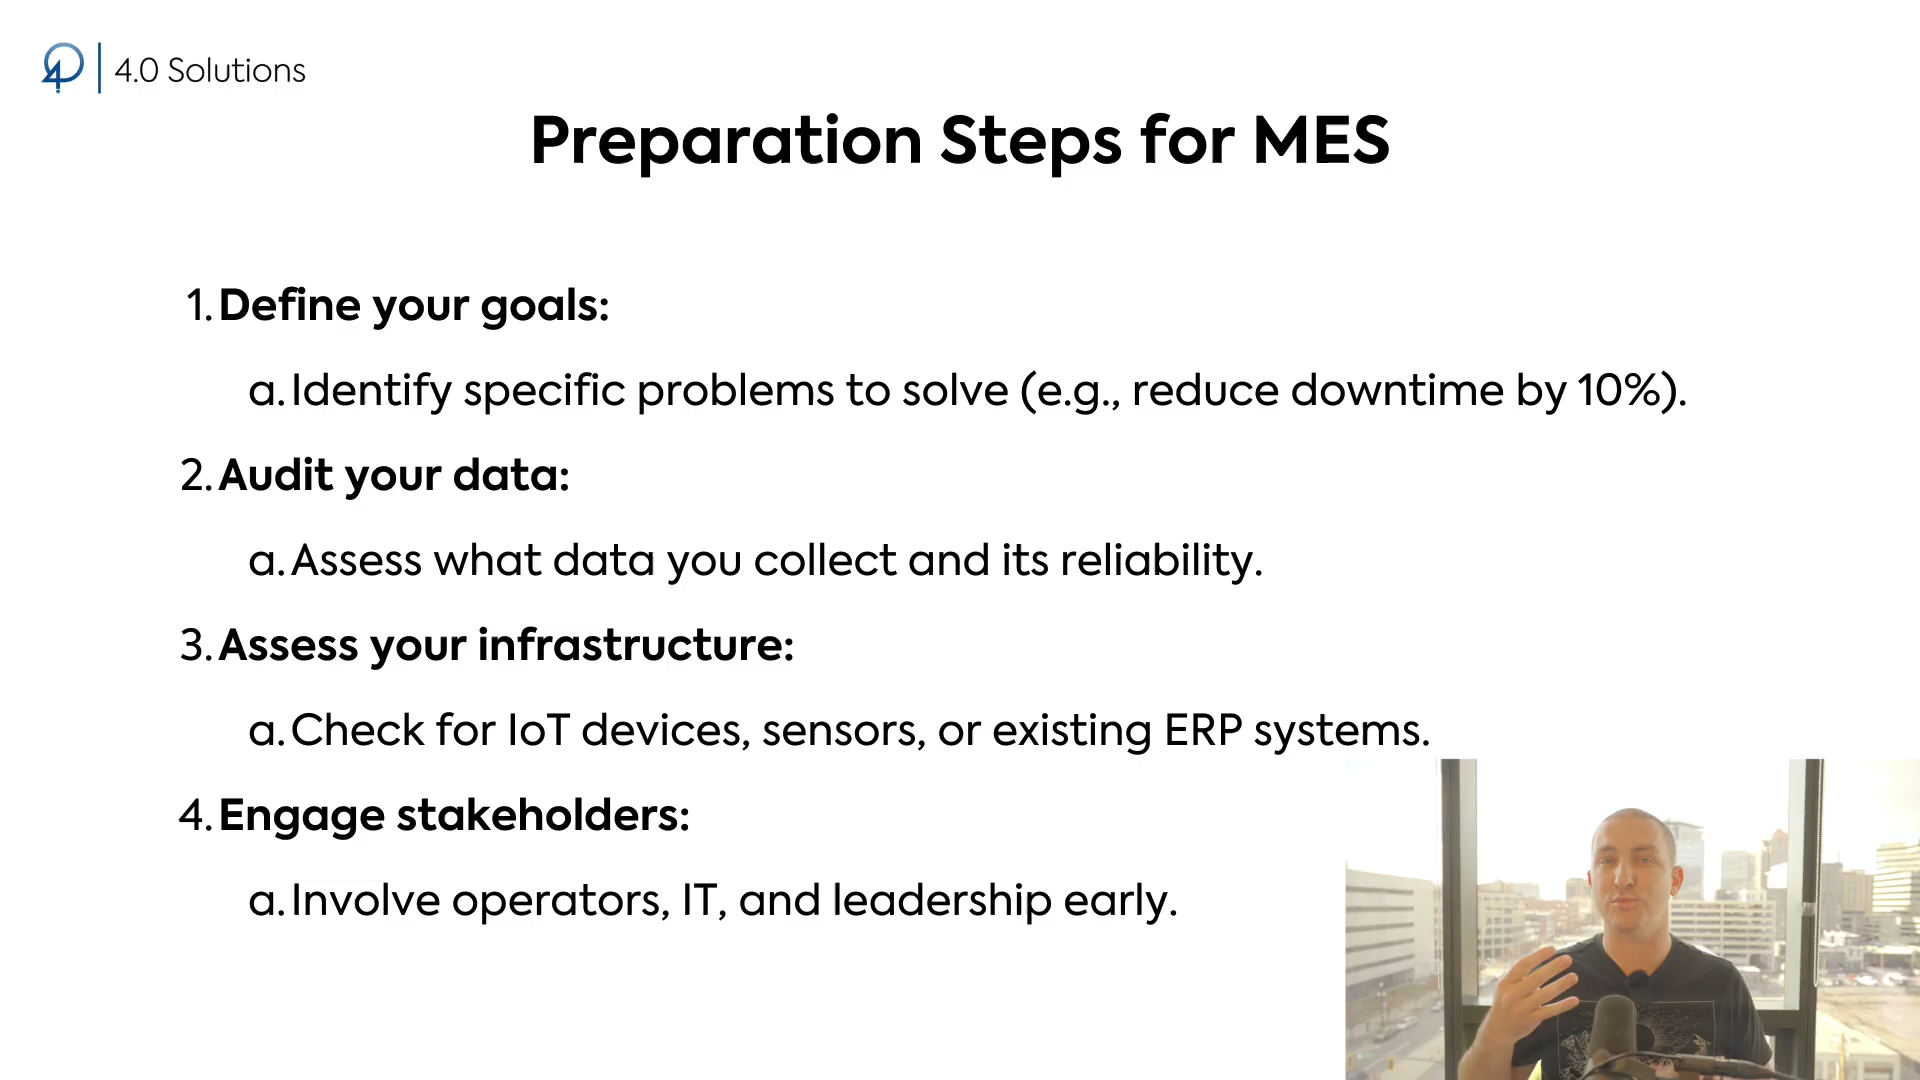 4.0 Solutions
Preparation Steps for MES
1. Define your goals:
a. Identify specific problems to solve (e.g., reduce downtime by 10%).
2. Audit your data:
a. Assess what data you collect and its reliability.
3. Assess your infrastructure:
a. Check for IoT devices, sensors, or existing ERP systems.
4. Engage stakeholders:
a. Involve operators, IT, and leadership early.